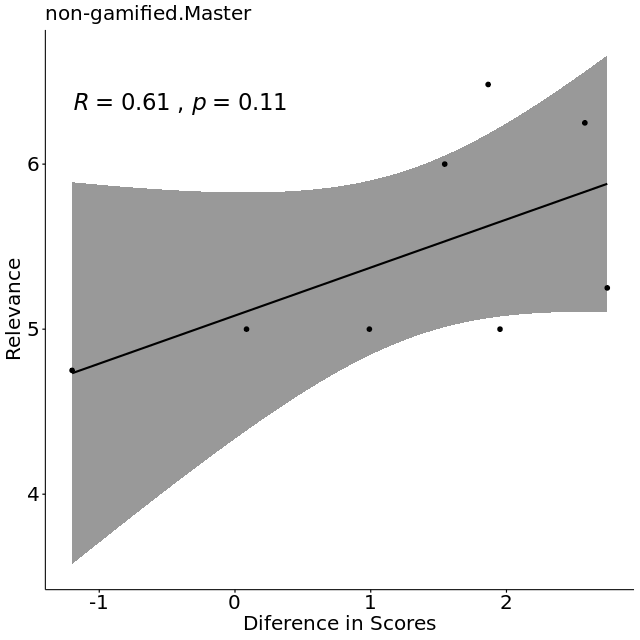 non-gamified.Master
R = 0.61 , p = 0.11
6
5
4
Relevance
-1 0 1 2
Diference in Scores